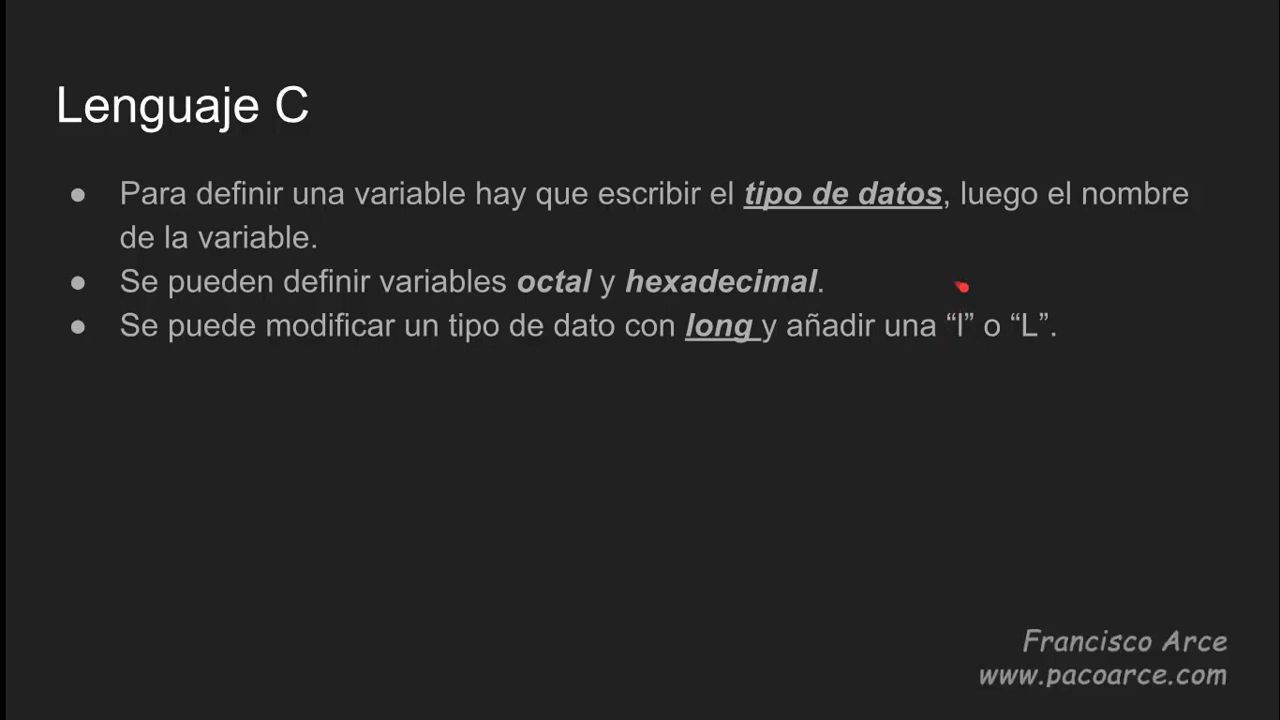 Lenguaje C
● Para definir una variable hay que escribir el tipo de datos, luego el nombre
de la variable.
● Se pueden definir variables octal y hexadecimal.
● Se puede modificar un tipo de dato con long y añadir una “l” o “L”.
Francisco Arce
www.pacoarce.com